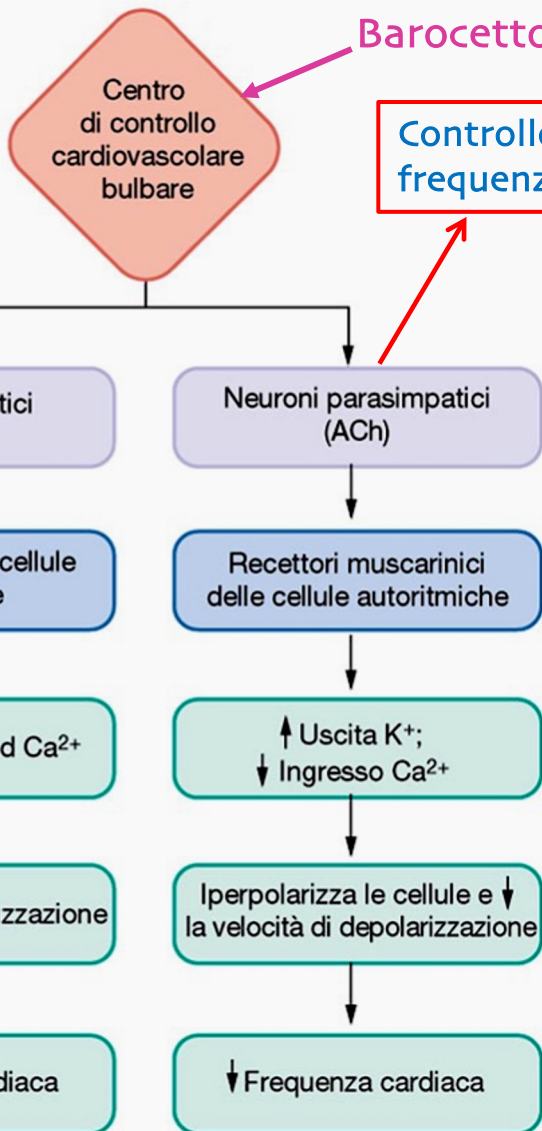 Barocetto
Centro
di controllo
cardiovascolare
bulbare
Controllo
frequenz
tici
Neuroni parasimpatici
(ACh)
cellule
e
Recettori muscarinici
delle cellule autoritmiche
d Ca²⁺
↑ Uscita K⁺;
↓ Ingresso Ca²⁺
izzazione
Iperpolarizza le cellule e ↓
la velocità di depolarizzazione
diaca
↓ Frequenza cardiaca